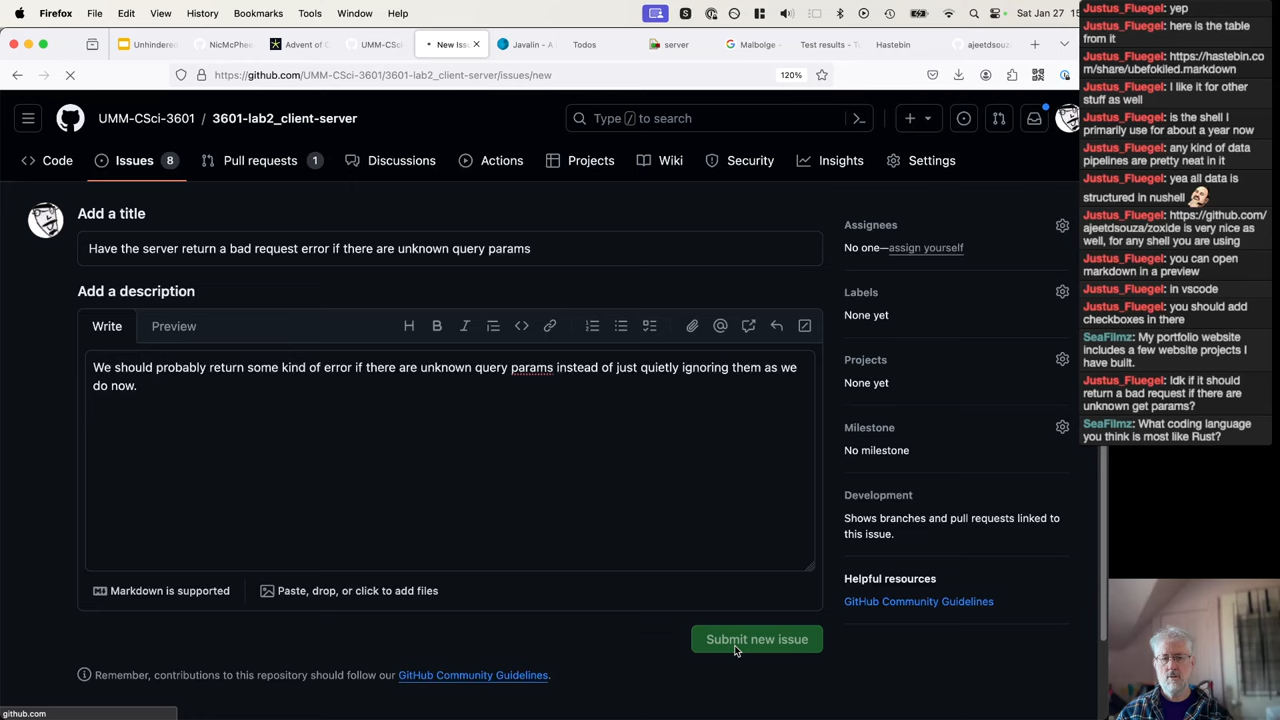 Firefox File Edit View History Bookmarks Tools Window Help
Sat Jan 27 15
Unhindered
NicMcPhee
Advent of C
UMM-CSci
New Iss
Javalin - A
Todos
server
Malbolge
Test results - T
Hastebin
ajeetdsouz
https://github.com/UMM-CSci-3601/3601-lab2_client-server/issues/new
120%
UMM-CSci-3601 / 3601-lab2_client-server
Type / to search
Code
Issues 8
Pull requests 1
Discussions
Actions
Projects
Wiki
Security
Insights
Settings
Add a title
Have the server return a bad request error if there are unknown query params
Add a description
Write
Preview
We should probably return some kind of error if there are unknown query params instead of just quietly ignoring them as we
do now.
Markdown is supported
Paste, drop, or click to add files
Submit new issue
Remember, contributions to this repository should follow our GitHub Community Guidelines.
github.com
Assignees
No one—assign yourself
Labels
None yet
Projects
None yet
Milestone
No milestone
Development
Shows branches and pull requests linked to
this issue.
Helpful resources
GitHub Community Guidelines
Justus_Fluegel: yep
Justus_Fluegel: here is the table
from it
Justus_Fluegel: https://hastebin.co
m/share/ubefokiled.markdown
Justus_Fluegel: I like it for other
stuff as well
Justus_Fluegel: is the shell I
primarily use for about a year now
Justus_Fluegel: any kind of data
pipelines are pretty neat in it
Justus_Fluegel: yea all data is
structured in nushell
Justus_Fluegel: https://github.com/
ajeetdsouza/zoxide is very nice as
well, for any shell you are using
Justus_Fluegel: you can open
markdown in a preview
Justus_Fluegel: in vscode
Justus_Fluegel: you should add
checkboxes in there
SeaFilmz: My portfolio website
includes a few website projects I
have built.
Justus_Fluegel: Idk if it should
return a bad request if there are
unknown get params?
SeaFilmz: What coding language
you think is most like Rust?